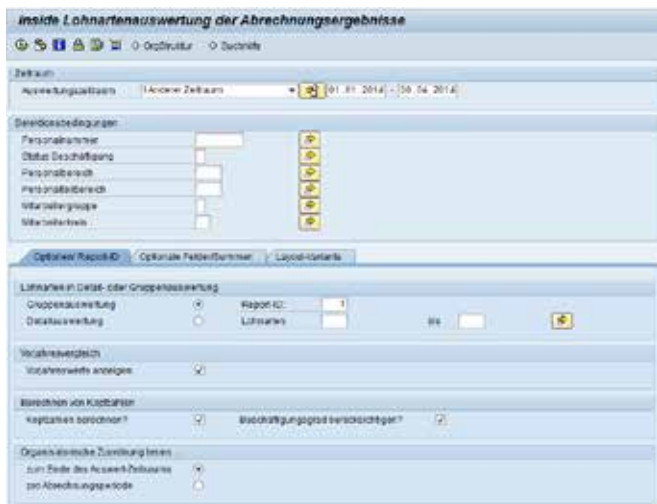 Inside Lohnartenauswertung der Abrechnungsergebnisse
OrgStruktur Suchhilfe
Zeitraum
Auswertungszeitraum Anderer Zeitraum 01.01.2014 - 30.04.2014
Selektionsbedingungen
Personalnummer
Status Beschäftigung
Personalbereich
Personalteilbereich
Mitarbeitergruppe
Mitarbeiterkreis
Optionen/ Report-ID Optionale Felder/Summen Layout-Variante
Lohnarten in Detail- oder Gruppenauswertung
Gruppenauswertung Report-ID: 1
Detailauswertung Lohnarten bis
Vorjahresvergleich
Vorjahreswerte anzeigen
Berechnen von Kopfzahlen
Kopfzahlen berechnen? Beschäftigungsgrad berücksichtigen?
Organisatorische Zuordnung lesen
zum Ende des Auswert-Zeitraums
pro Abrechnungsperiode